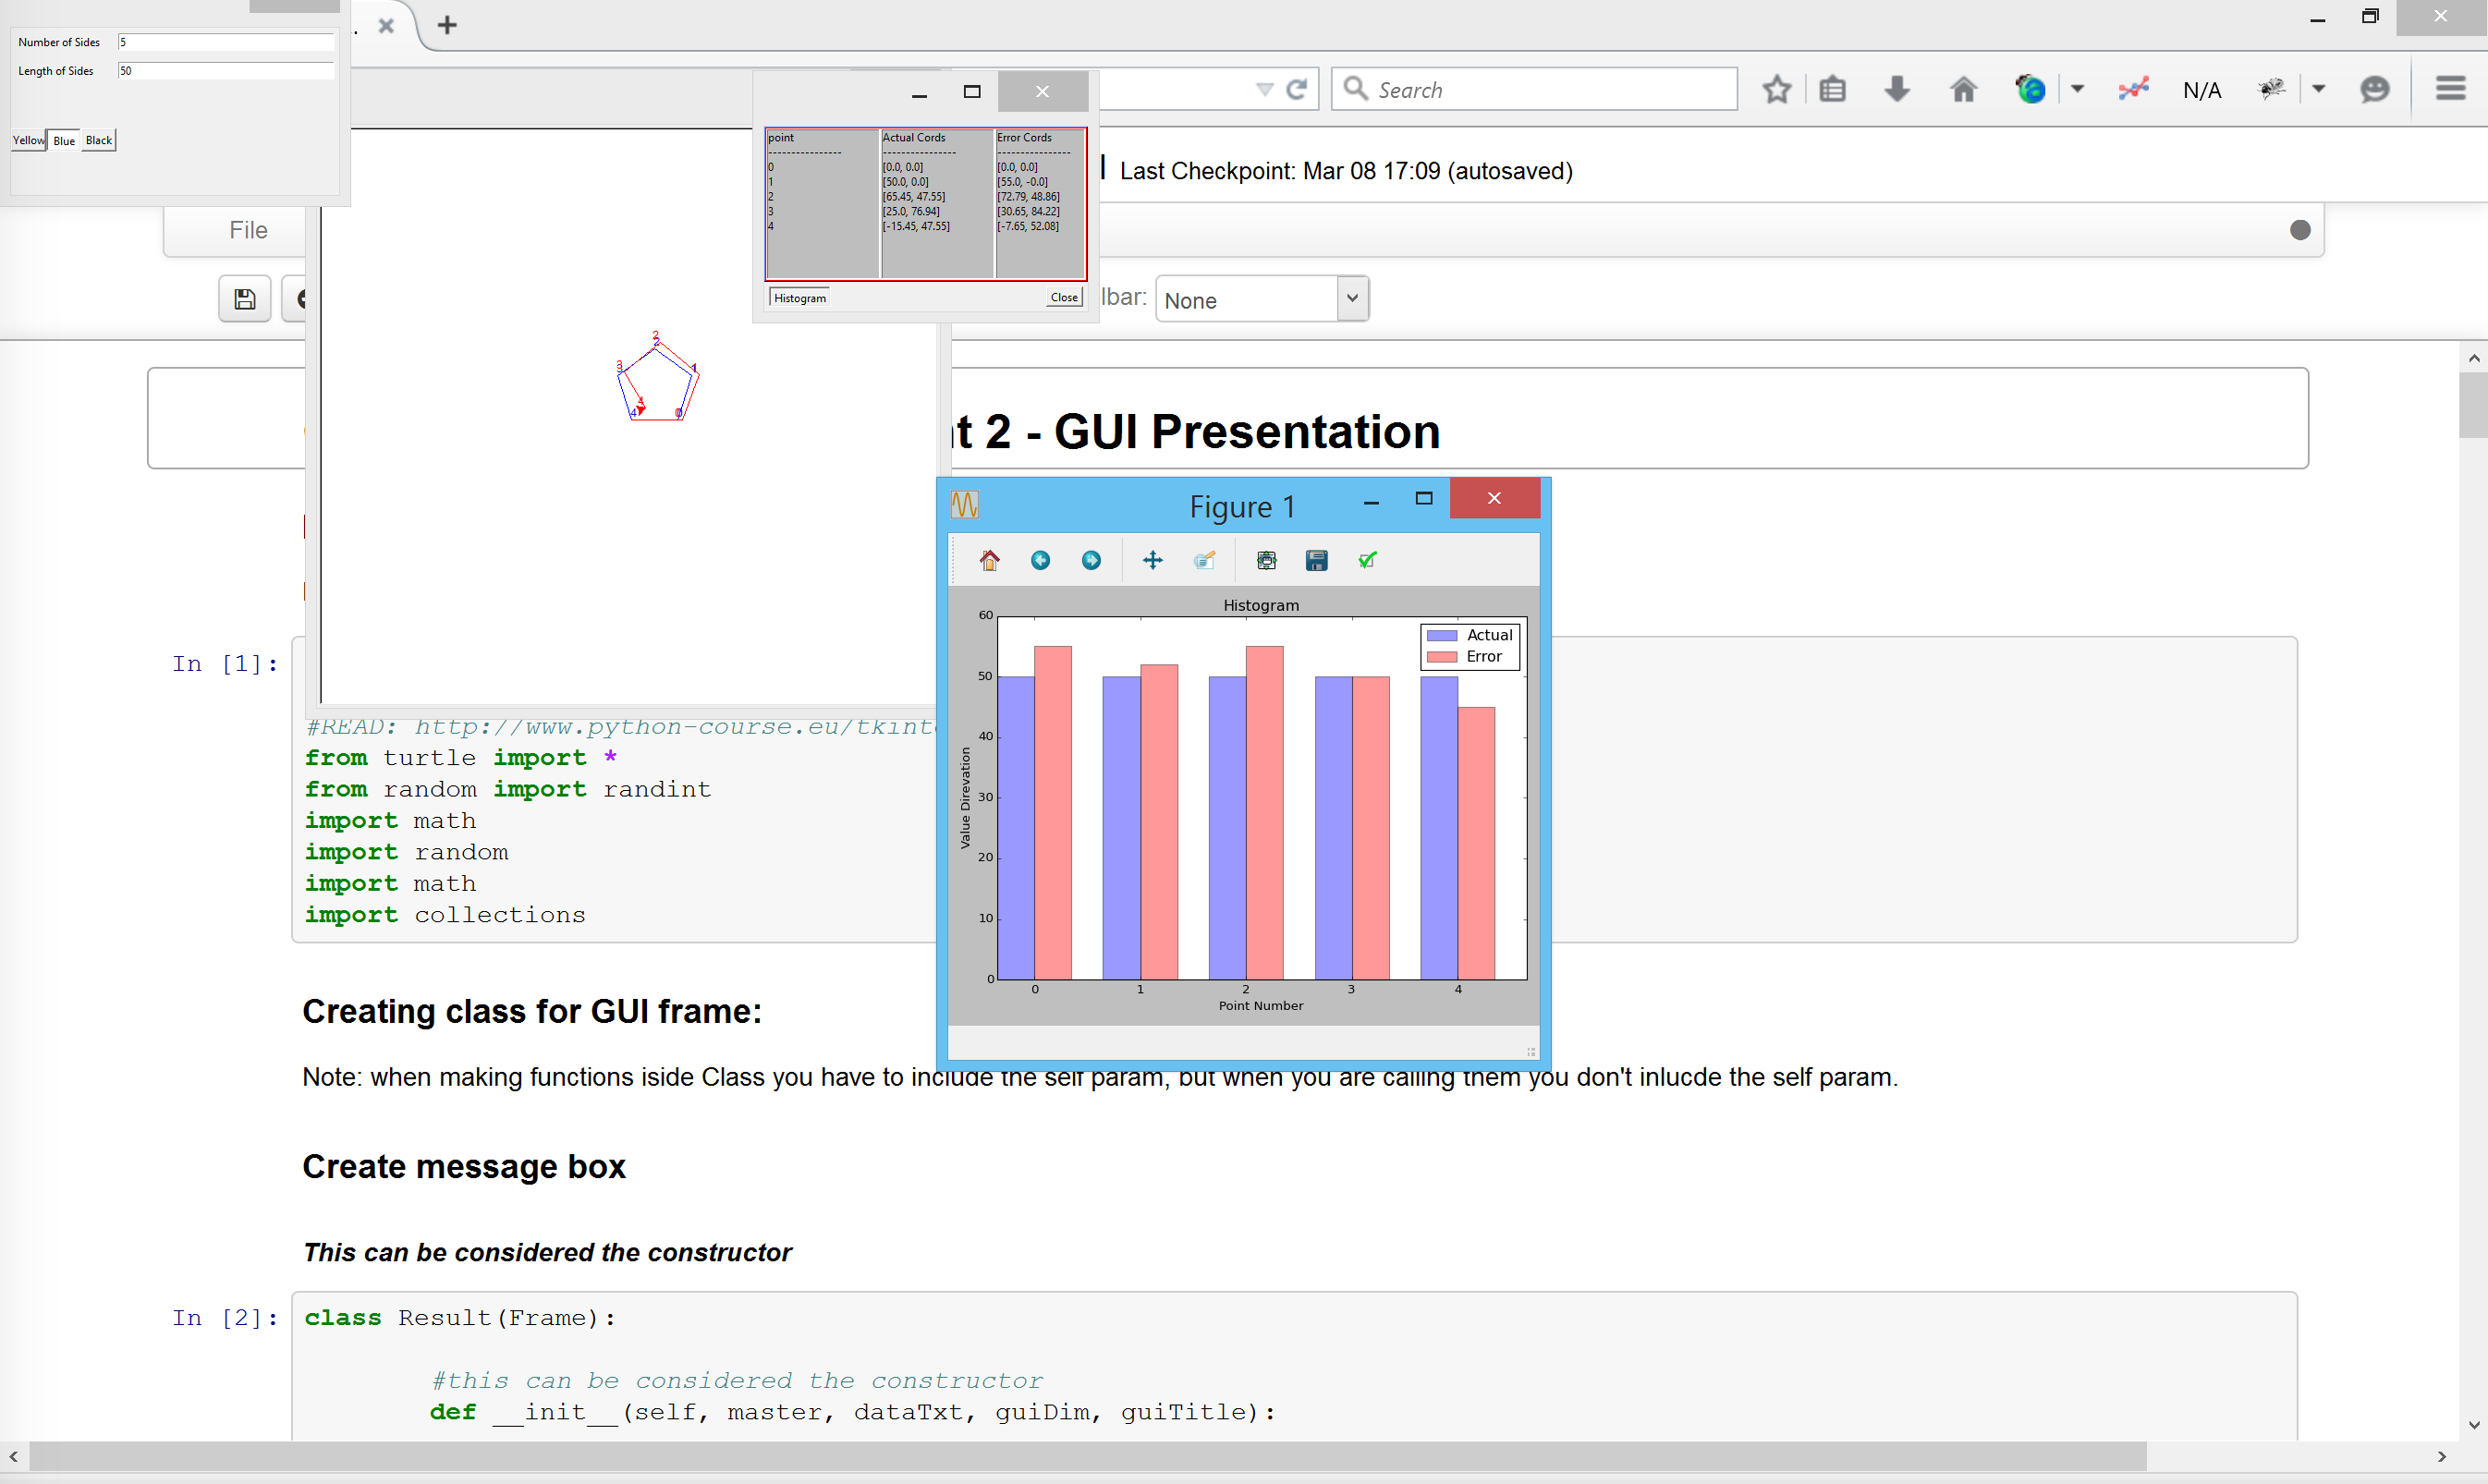 Number of Sides 5
Length of Sides 50
Yellow Blue Black
Search
N/A
point Actual Cords Error Cords
---------------- ---------------- ----------------
0 [0.0, 0.0] [0.0, 0.0]
1 [50.0, 0.0] [55.0, -0.0]
2 [65.45, 47.55] [72.79, 48.86]
3 [25.0, 76.94] [30.65, 84.22]
4 [-15.45, 47.55] [-7.65, 52.08]
Histogram Close
Last Checkpoint: Mar 08 17:09 (autosaved)
File
lbar: None
2
2
3 1
4
4 0
t 2 - GUI Presentation
Figure 1
Histogram
Actual
Error
60
50
40
30
20
10
0
Value Direvation
0 1 2 3 4
Point Number
In [1]:
#READ: http://www.python-course.eu/tkint
from turtle import *
from random import randint
import math
import random
import math
import collections
Creating class for GUI frame:
Note: when making functions iside Class you have to include the self param, but when you are calling them you don't inlucde the self param.
Create message box
This can be considered the constructor
In [2]:
class Result(Frame):
#this can be considered the constructor
def __init__(self, master, dataTxt, guiDim, guiTitle):